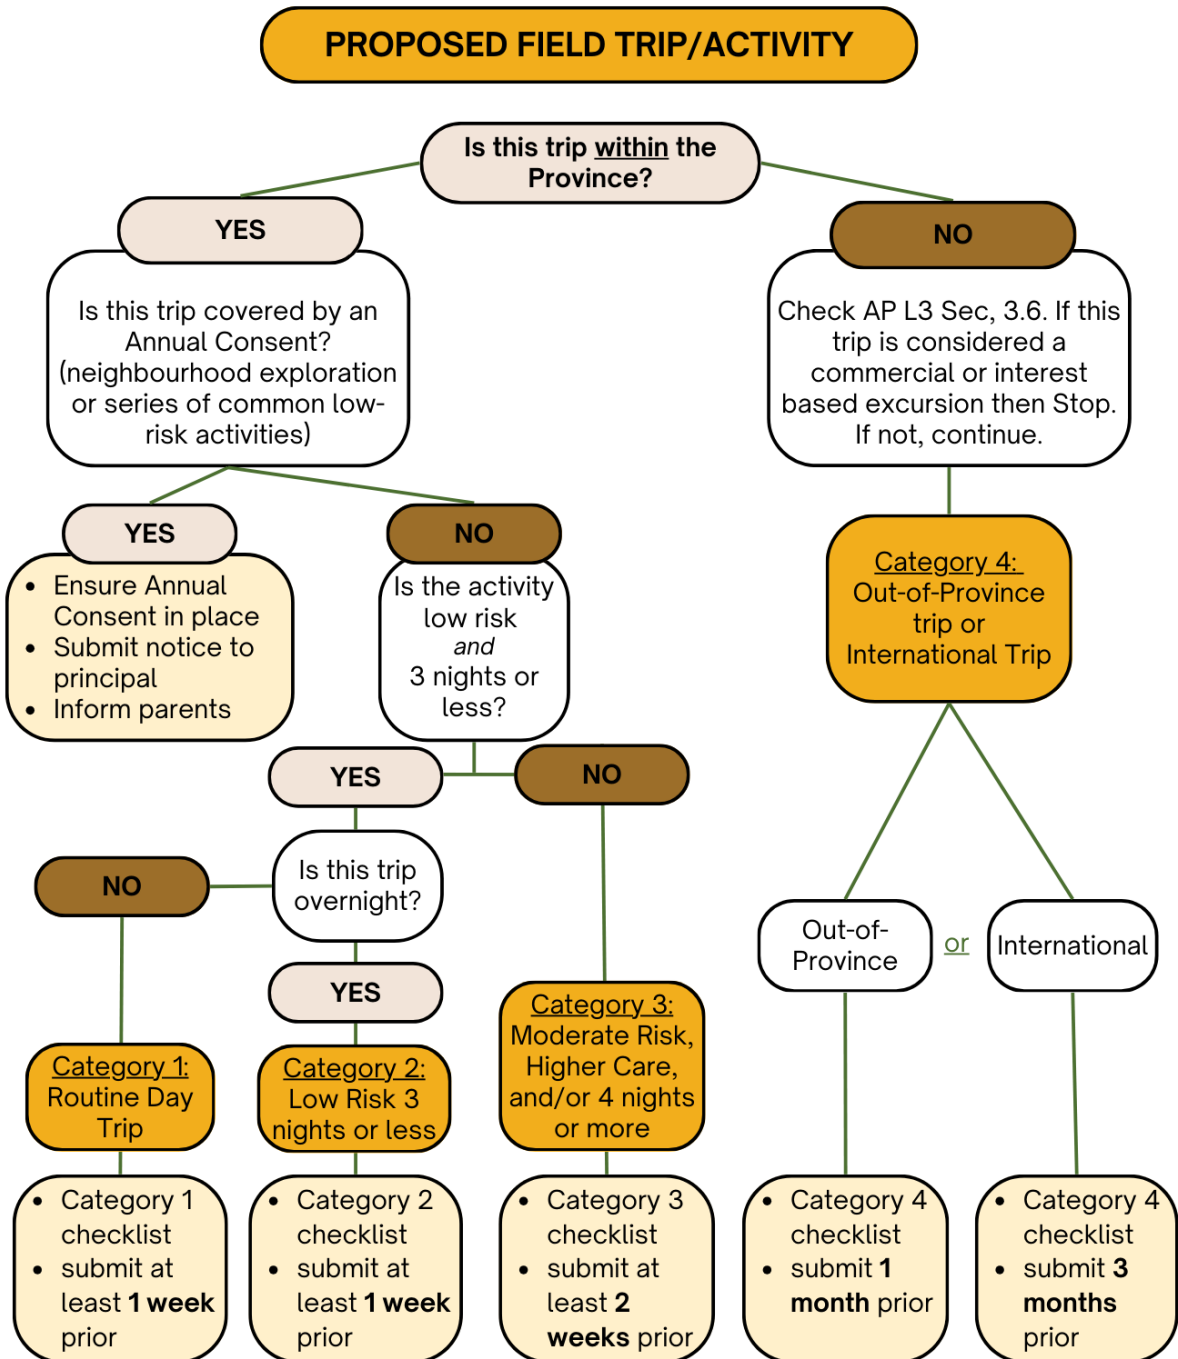 PROPOSED FIELD TRIP/ACTIVITY
Is this trip within the
Province?
YES
NO
Is this trip covered by an
Annual Consent?
(neighbourhood exploration
or series of common low-
risk activities)
Check AP L3 Sec, 3.6. If this
trip is considered a
commercial or interest
based excursion then Stop.
If not, continue.
YES
• Ensure Annual
Consent in place
• Submit notice to
principal
• Inform parents
NO
Is the activity
low risk
and
3 nights or
less?
Category 4:
Out-of-Province
trip or
International Trip
YES
NO
Is this trip
overnight?
NO
YES
Out-of-
Province
or
International
Category 1:
Routine Day
Trip
Category 2:
Low Risk 3
nights or less
Category 3:
Moderate Risk,
Higher Care,
and/or 4 nights
or more
• Category 1
checklist
• submit at
least 1 week
prior
• Category 2
checklist
• submit at
least 1 week
prior
• Category 3
checklist
• submit at
least 2
weeks prior
• Category 4
checklist
• submit 1
month prior
• Category 4
checklist
• submit 3
months
prior